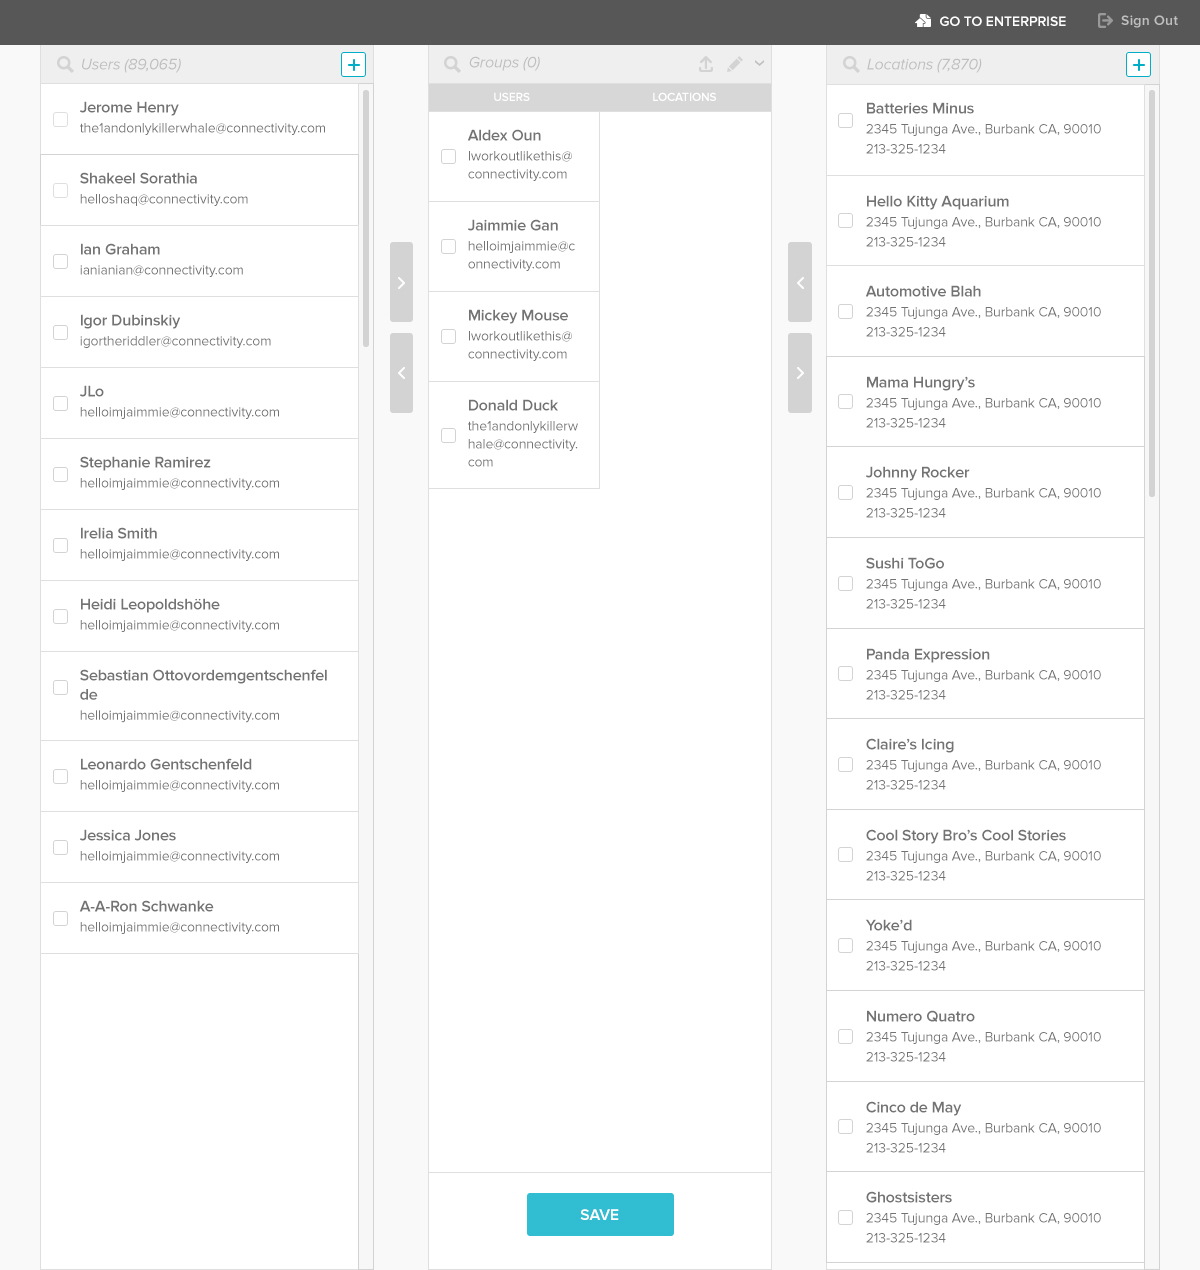 GO TO ENTERPRISE
Sign Out
Users (89,065)
Jerome Henry
the1andonlykillerwhale@connectivity.com
Shakeel Sorathia
helloshaq@connectivity.com
Ian Graham
ianianian@connectivity.com
Igor Dubinskiy
igortheriddler@connectivity.com
JLo
helloimjaimmie@connectivity.com
Stephanie Ramirez
helloimjaimmie@connectivity.com
Irelia Smith
helloimjaimmie@connectivity.com
Heidi Leopoldshöhe
helloimjaimmie@connectivity.com
Sebastian Ottovordemgentschenfel
de
helloimjaimmie@connectivity.com
Leonardo Gentschenfeld
helloimjaimmie@connectivity.com
Jessica Jones
helloimjaimmie@connectivity.com
A-A-Ron Schwanke
helloimjaimmie@connectivity.com
Groups (0)
USERS
LOCATIONS
Aldex Oun
Iworkoutlikethis@
connectivity.com
Jaimmie Gan
helloimjaimmie@c
onnectivity.com
Mickey Mouse
Iworkoutlikethis@
connectivity.com
Donald Duck
the1andonlykillerw
hale@connectivity.
com
SAVE
Locations (7,870)
Batteries Minus
2345 Tujunga Ave., Burbank CA, 90010
213-325-1234
Hello Kitty Aquarium
2345 Tujunga Ave., Burbank CA, 90010
213-325-1234
Automotive Blah
2345 Tujunga Ave., Burbank CA, 90010
213-325-1234
Mama Hungry’s
2345 Tujunga Ave., Burbank CA, 90010
213-325-1234
Johnny Rocker
2345 Tujunga Ave., Burbank CA, 90010
213-325-1234
Sushi ToGo
2345 Tujunga Ave., Burbank CA, 90010
213-325-1234
Panda Expression
2345 Tujunga Ave., Burbank CA, 90010
213-325-1234
Claire’s Icing
2345 Tujunga Ave., Burbank CA, 90010
213-325-1234
Cool Story Bro’s Cool Stories
2345 Tujunga Ave., Burbank CA, 90010
213-325-1234
Yoke’d
2345 Tujunga Ave., Burbank CA, 90010
213-325-1234
Numero Quatro
2345 Tujunga Ave., Burbank CA, 90010
213-325-1234
Cinco de May
2345 Tujunga Ave., Burbank CA, 90010
213-325-1234
Ghostsisters
2345 Tujunga Ave., Burbank CA, 90010
213-325-1234